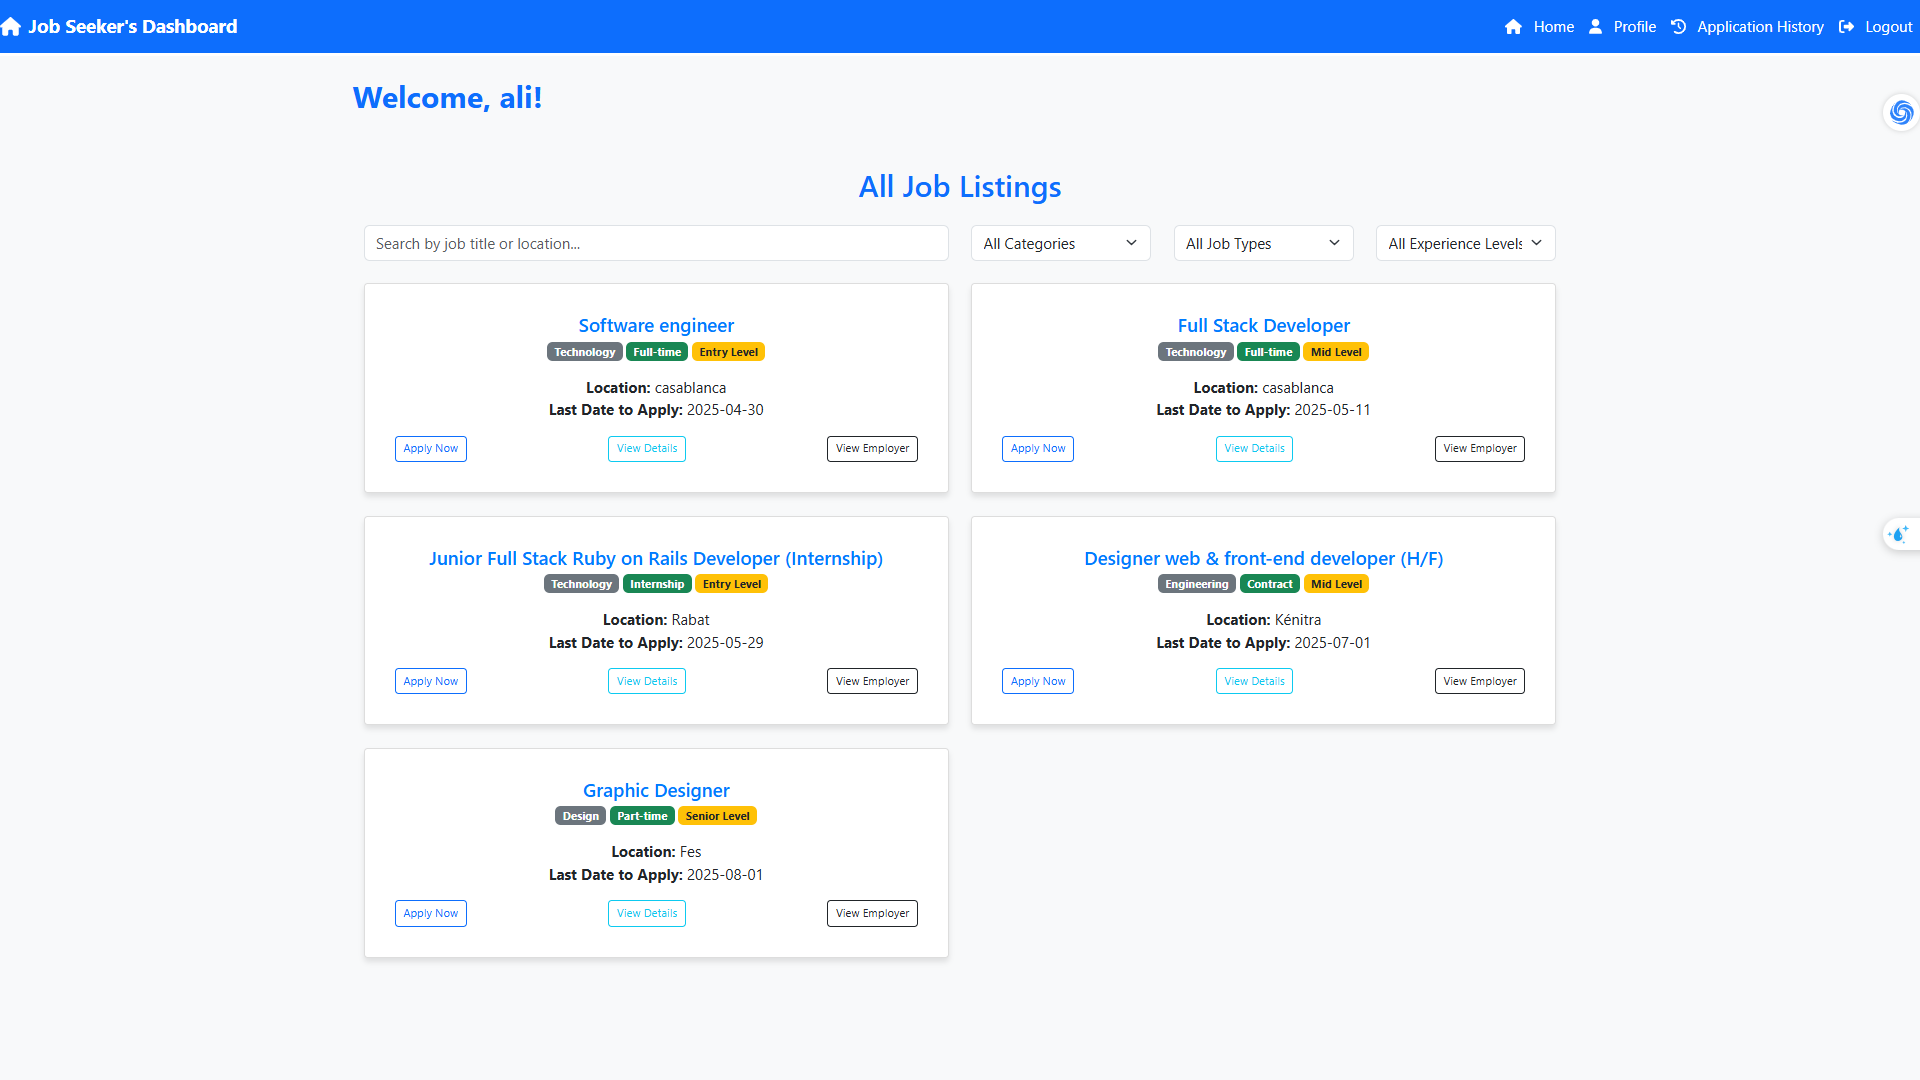 Job Seeker's Dashboard
Home Profile Application History Logout
Welcome, ali!
All Job Listings
Search by job title or location...
All Categories
All Job Types
All Experience Levels
Software engineer
Technology Full-time Entry Level
Location: casablanca
Last Date to Apply: 2025-04-30
Apply Now View Details View Employer
Full Stack Developer
Technology Full-time Mid Level
Location: casablanca
Last Date to Apply: 2025-05-11
Apply Now View Details View Employer
Junior Full Stack Ruby on Rails Developer (Internship)
Technology Internship Entry Level
Location: Rabat
Last Date to Apply: 2025-05-29
Apply Now View Details View Employer
Designer web & front-end developer (H/F)
Engineering Contract Mid Level
Location: Kénitra
Last Date to Apply: 2025-07-01
Apply Now View Details View Employer
Graphic Designer
Design Part-time Senior Level
Location: Fes
Last Date to Apply: 2025-08-01
Apply Now View Details View Employer